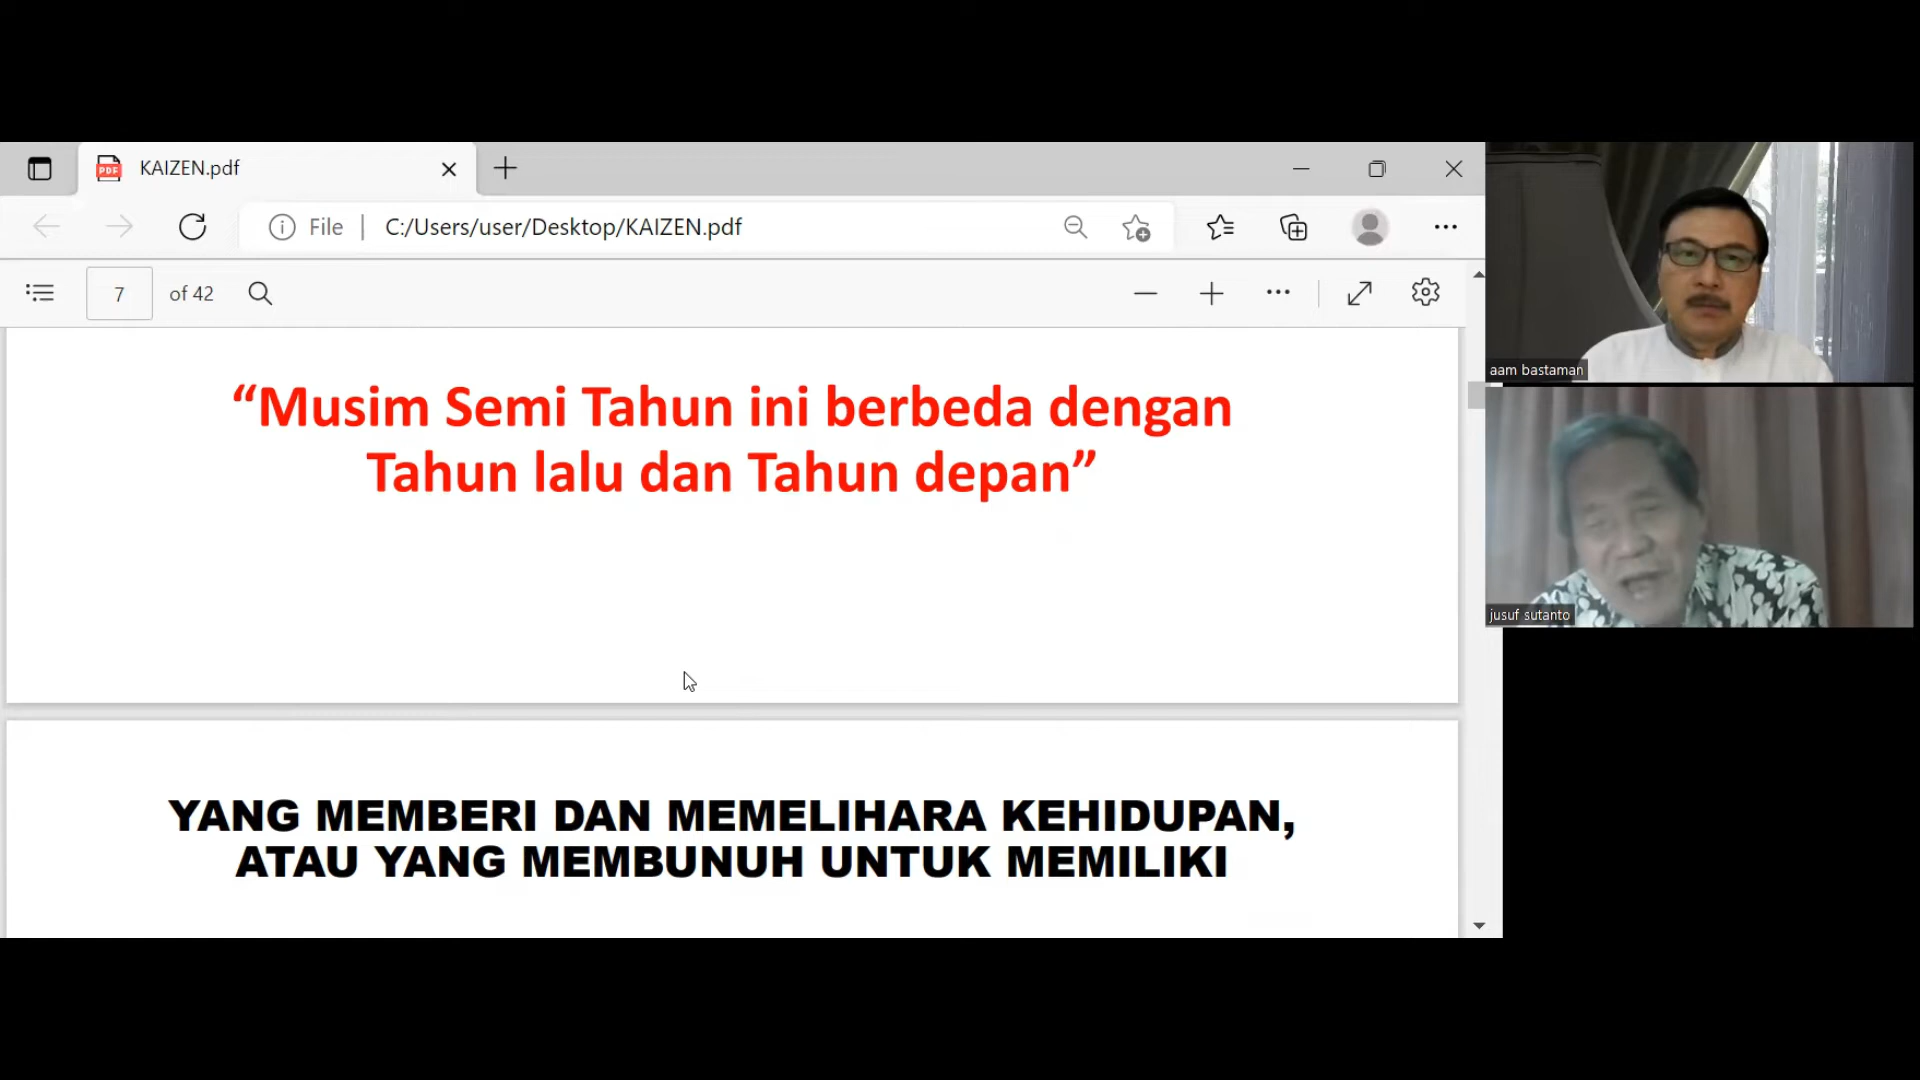 KAIZEN.pdf
File
C:/Users/user/Desktop/KAIZEN.pdf
7 of 42
“Musim Semi Tahun ini berbeda dengan
Tahun lalu dan Tahun depan”
YANG MEMBERI DAN MEMELIHARA KEHIDUPAN,
ATAU YANG MEMBUNUH UNTUK MEMILIKI
aam bastaman
jusuf sutanto
PDF